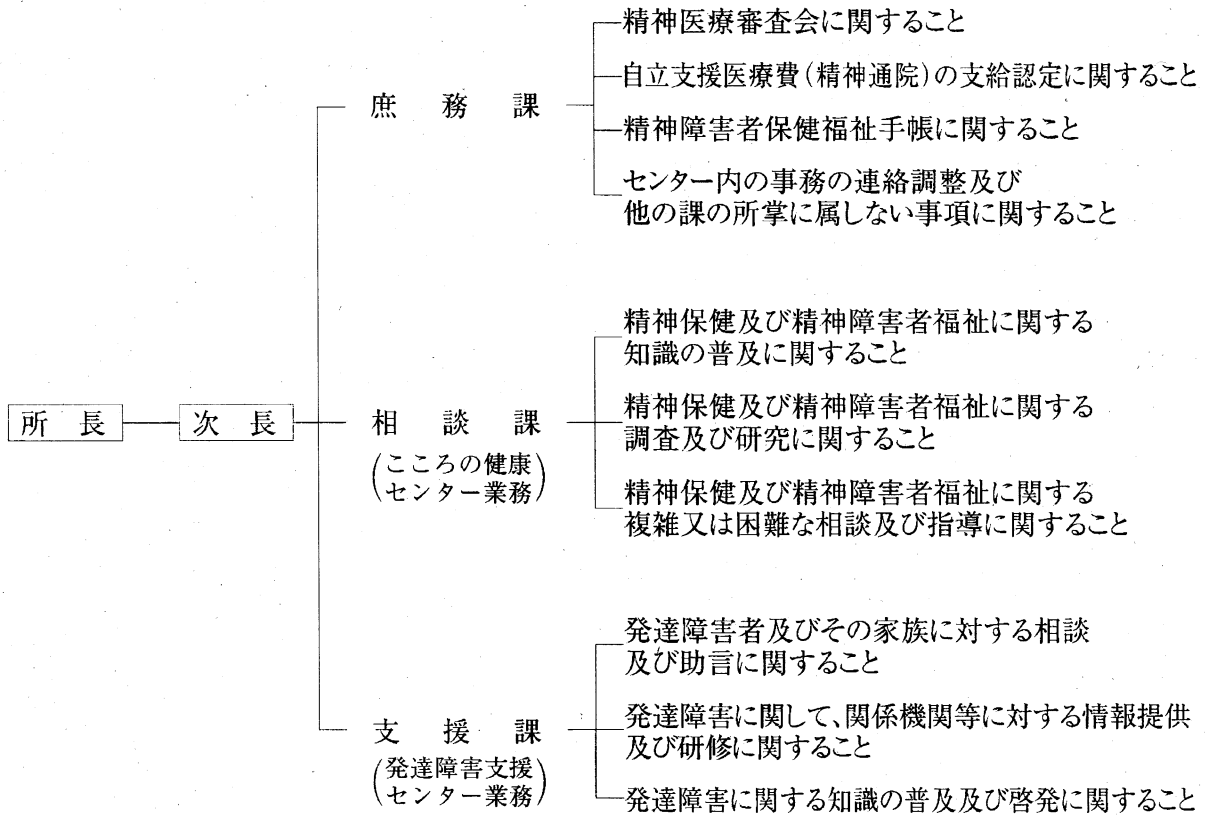 所長
次長
庶務課
精神医療審査会に関すること
自立支援医療費(精神通院)の支給認定に関すること
精神障害者保健福祉手帳に関すること
センター内の事務の連絡調整及び
他の課の所掌に属しない事項に関すること
相談課
(こころの健康
センター業務)
精神保健及び精神障害者福祉に関する
知識の普及に関すること
精神保健及び精神障害者福祉に関する
調査及び研究に関すること
精神保健及び精神障害者福祉に関する
複雑又は困難な相談及び指導に関すること
支援課
(発達障害支援
センター業務)
発達障害者及びその家族に対する相談
及び助言に関すること
発達障害に関して、関係機関等に対する情報提供
及び研修に関すること
発達障害に関する知識の普及及び啓発に関すること